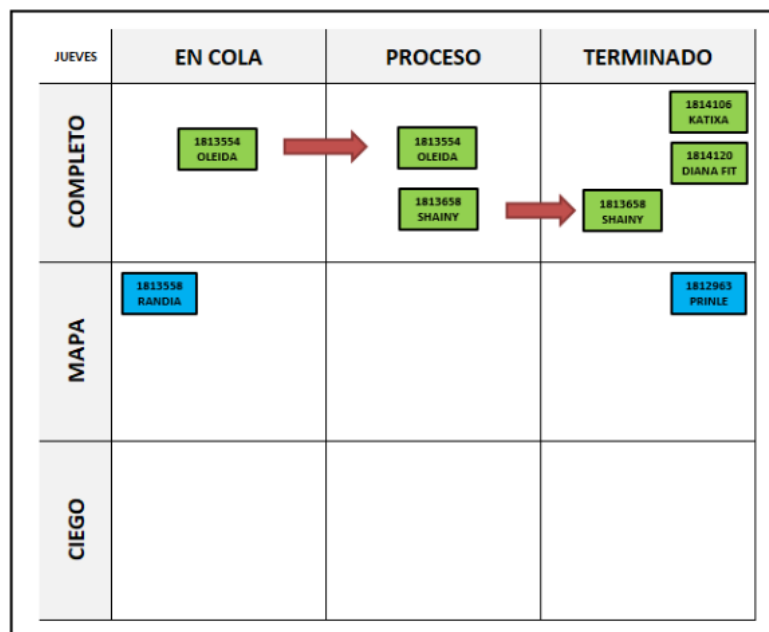 JUEVES
EN COLA
PROCESO
TERMINADO
COMPLETO
1813554
OLEIDA
1813554
OLEIDA
1813658
SHAINY
1813658
SHAINY
1814106
KATIXA
1814120
DIANA FIT
MAPA
1813558
RANDIA
1812963
PRINLE
CIEGO